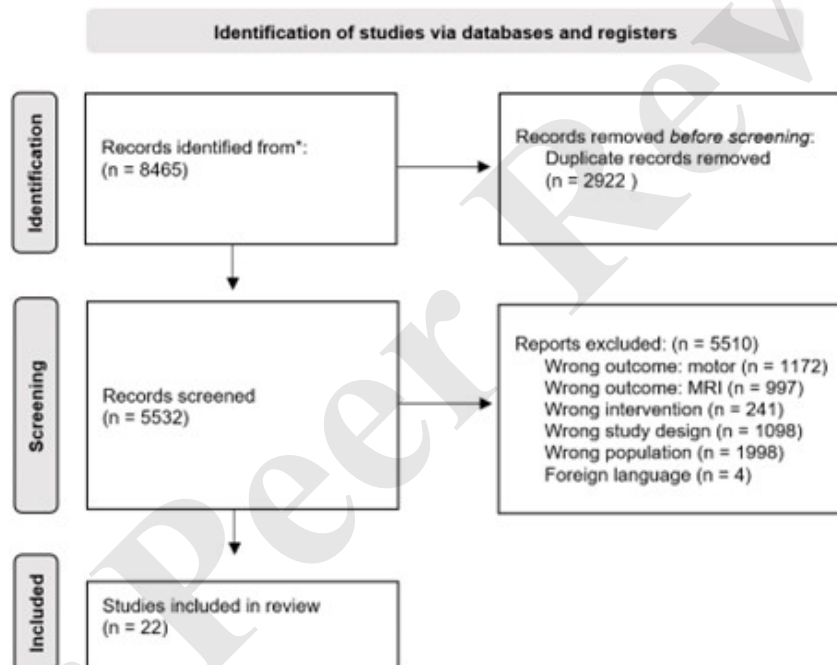 Identification of studies via databases and registers
Identification
Records identified from*:
(n = 8465)
Records removed before screening:
Duplicate records removed
(n = 2922 )
Screening
Records screened
(n = 5532)
Reports excluded: (n = 5510)
Wrong outcome: motor (n = 1172)
Wrong outcome: MRI (n = 997)
Wrong intervention (n = 241)
Wrong study design (n = 1098)
Wrong population (n = 1998)
Foreign language (n = 4)
Included
Studies included in review
(n = 22)
Peer Rev